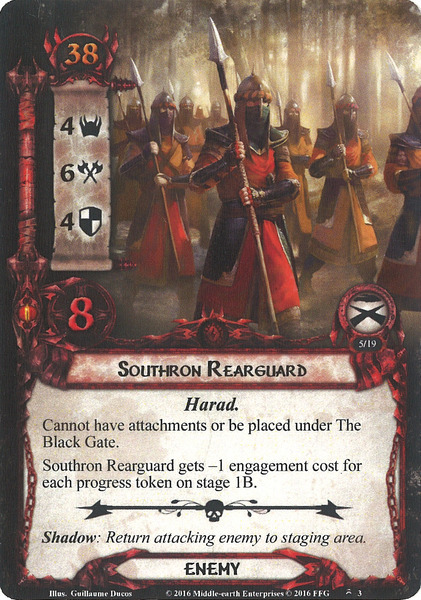 38
4
6
4
8
5/19
Southron Rearguard
Harad.
Cannot have attachments or be placed under The
Black Gate.
Southron Rearguard gets –1 engagement cost for
each progress token on stage 1B.
Shadow: Return attacking enemy to staging area.
ENEMY
Illus. Guillaume Ducos
© 2016 Middle-earth Enterprises © 2016 FFG
3